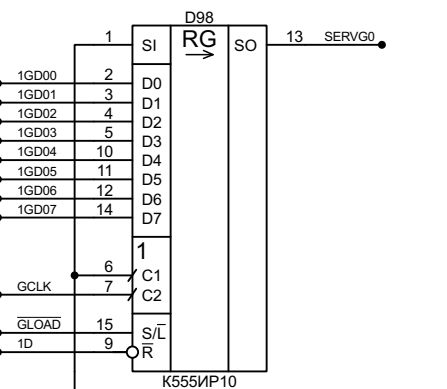 D98
1 SI RG SO 13 SERVG0
1GD00 2 D0
1GD01 3 D1
1GD02 4 D2
1GD03 5 D3
1GD04 10 D4
1GD05 11 D5
1GD06 12 D6
1GD07 14 D7
1
6 C1
GCLK 7 C2
G̅L̅O̅A̅D̅ 15 S/L̅
1D 9 R̅
К555ИР10